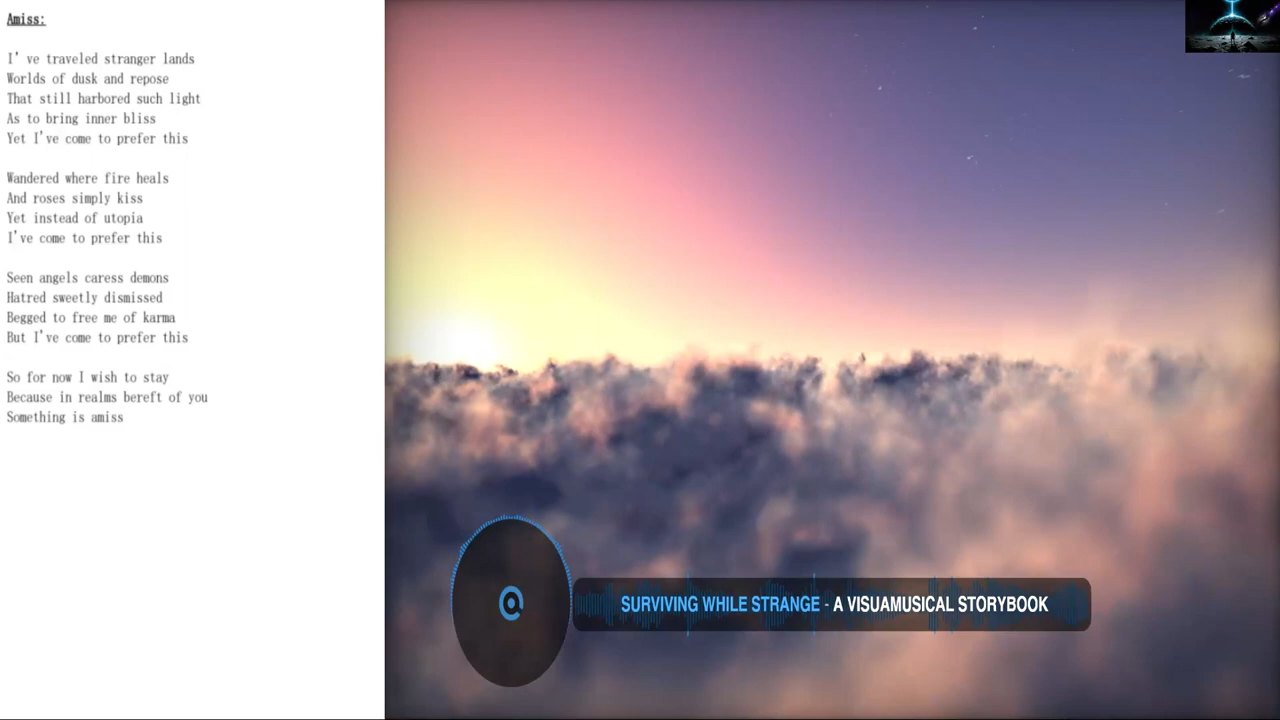 Amiss:
I' ve traveled stranger lands
Worlds of dusk and repose
That still harbored such light
As to bring inner bliss
Yet I've come to prefer this
Wandered where fire heals
And roses simply kiss
Yet instead of utopia
I've come to prefer this
Seen angels caress demons
Hatred sweetly dismissed
Begged to free me of karma
But I've come to prefer this
So for now I wish to stay
Because in realms bereft of you
Something is amiss
@
SURVIVING WHILE STRANGE - A VISUAMUSICAL STORYBOOK